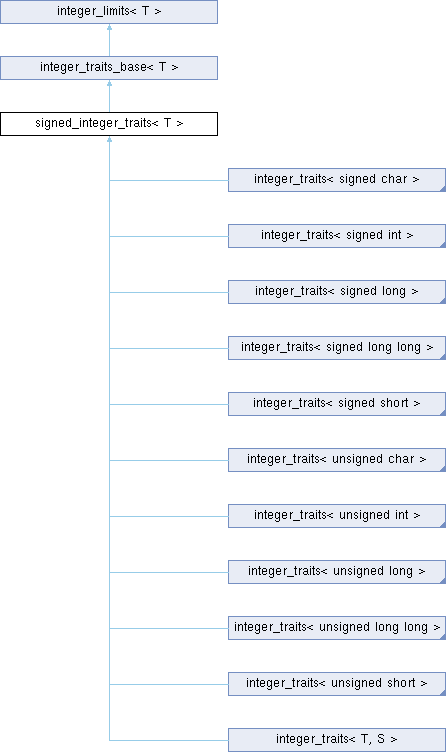 integer_limits< T >
integer_traits_base< T >
signed_integer_traits< T >
integer_traits< signed char >
integer_traits< signed int >
integer_traits< signed long >
integer_traits< signed long long >
integer_traits< signed short >
integer_traits< unsigned char >
integer_traits< unsigned int >
integer_traits< unsigned long >
integer_traits< unsigned long long >
integer_traits< unsigned short >
integer_traits< T, S >